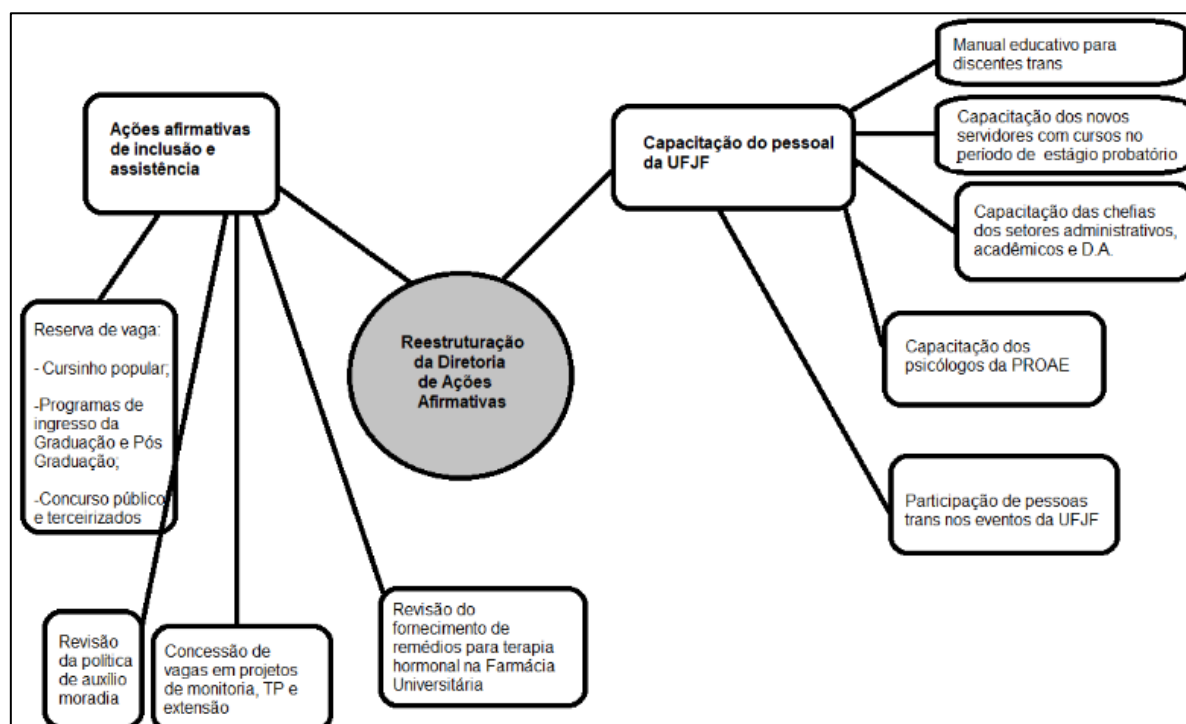 Ações afirmativas
de inclusão e
assistência
Reserva de vaga:
- Cursinho popular;
-Programas de
ingresso da
Graduação e Pós
Graduação;
-Concurso público
e terceirizados
Revisão
da política
de auxílio
moradia
Concessão de
vagas em projetos
de monitoria, TP e
extensão
Revisão do
fornecimento de
remédios para terapia
hormonal na Farmácia
Universitária
Reestruturação
da Diretoria
de Ações
Afirmativas
Capacitação do pessoal
da UFJF
Manual educativo para
discentes trans
Capacitação dos novos
servidores com cursos no
período de estágio probatório
Capacitação das chefias
dos setores administrativos,
acadêmicos e D.A.
Capacitação dos
psicólogos da PROAE
Participação de pessoas
trans nos eventos da UFJF